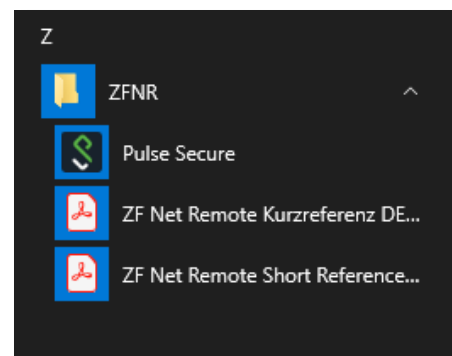 Z
ZFNR
Pulse Secure
ZF Net Remote Kurzreferenz DE...
ZF Net Remote Short Reference...